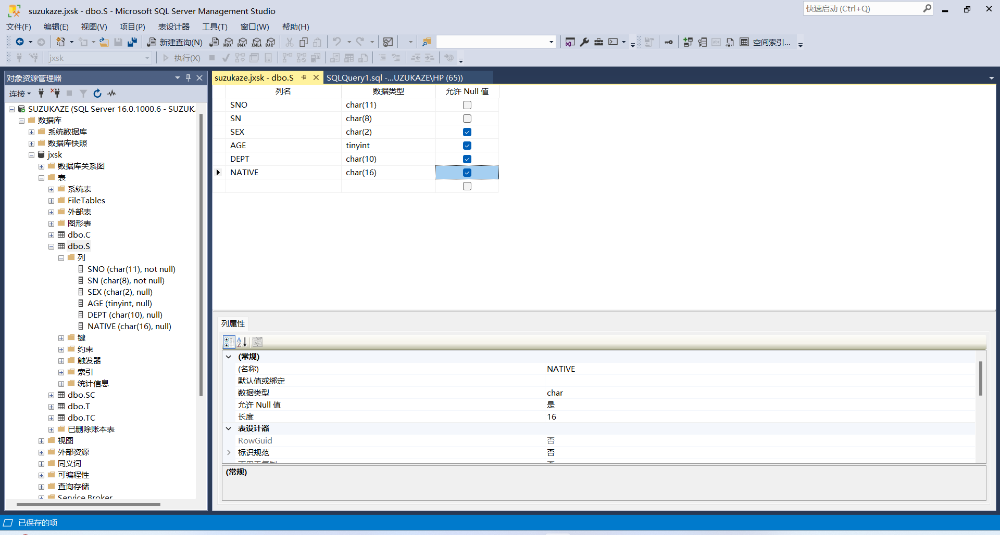 suzukaze.jxsk - dbo.S - Microsoft SQL Server Management Studio
快速启动 (Ctrl+Q)
文件(F) 编辑(E) 视图(V) 项目(P) 表设计器 工具(T) 窗口(W) 帮助(H)
新建查询(N) MDX DMX XMLA DAX 空间索引...
jxsk 执行(X)
对象资源管理器
suzukaze.jxsk - dbo.S
SQLQuery1.sql -...UZUKAZE\HP (65))
连接
SUZUKAZE (SQL Server 16.0.1000.6 - SUZUK
数据库
系统数据库
数据库快照
jxsk
数据库关系图
表
系统表
FileTables
外部表
图形表
dbo.C
dbo.S
列
SNO (char(11), not null)
SN (char(8), not null)
SEX (char(2), null)
AGE (tinyint, null)
DEPT (char(10), null)
NATIVE (char(16), null)
键
约束
触发器
索引
统计信息
dbo.SC
dbo.T
dbo.TC
已删除账本表
视图
外部资源
同义词
可编程性
查询存储
Service Broker
列名 数据类型 允许 Null 值
SNO char(11)
SN char(8)
SEX char(2)
AGE tinyint
DEPT char(10)
NATIVE char(16)
列属性
(常规)
(名称) NATIVE
默认值或绑定
数据类型 char
允许 Null 值 是
长度 16
表设计器
RowGuid 否
标识规范 否
(常规)
已保存的项